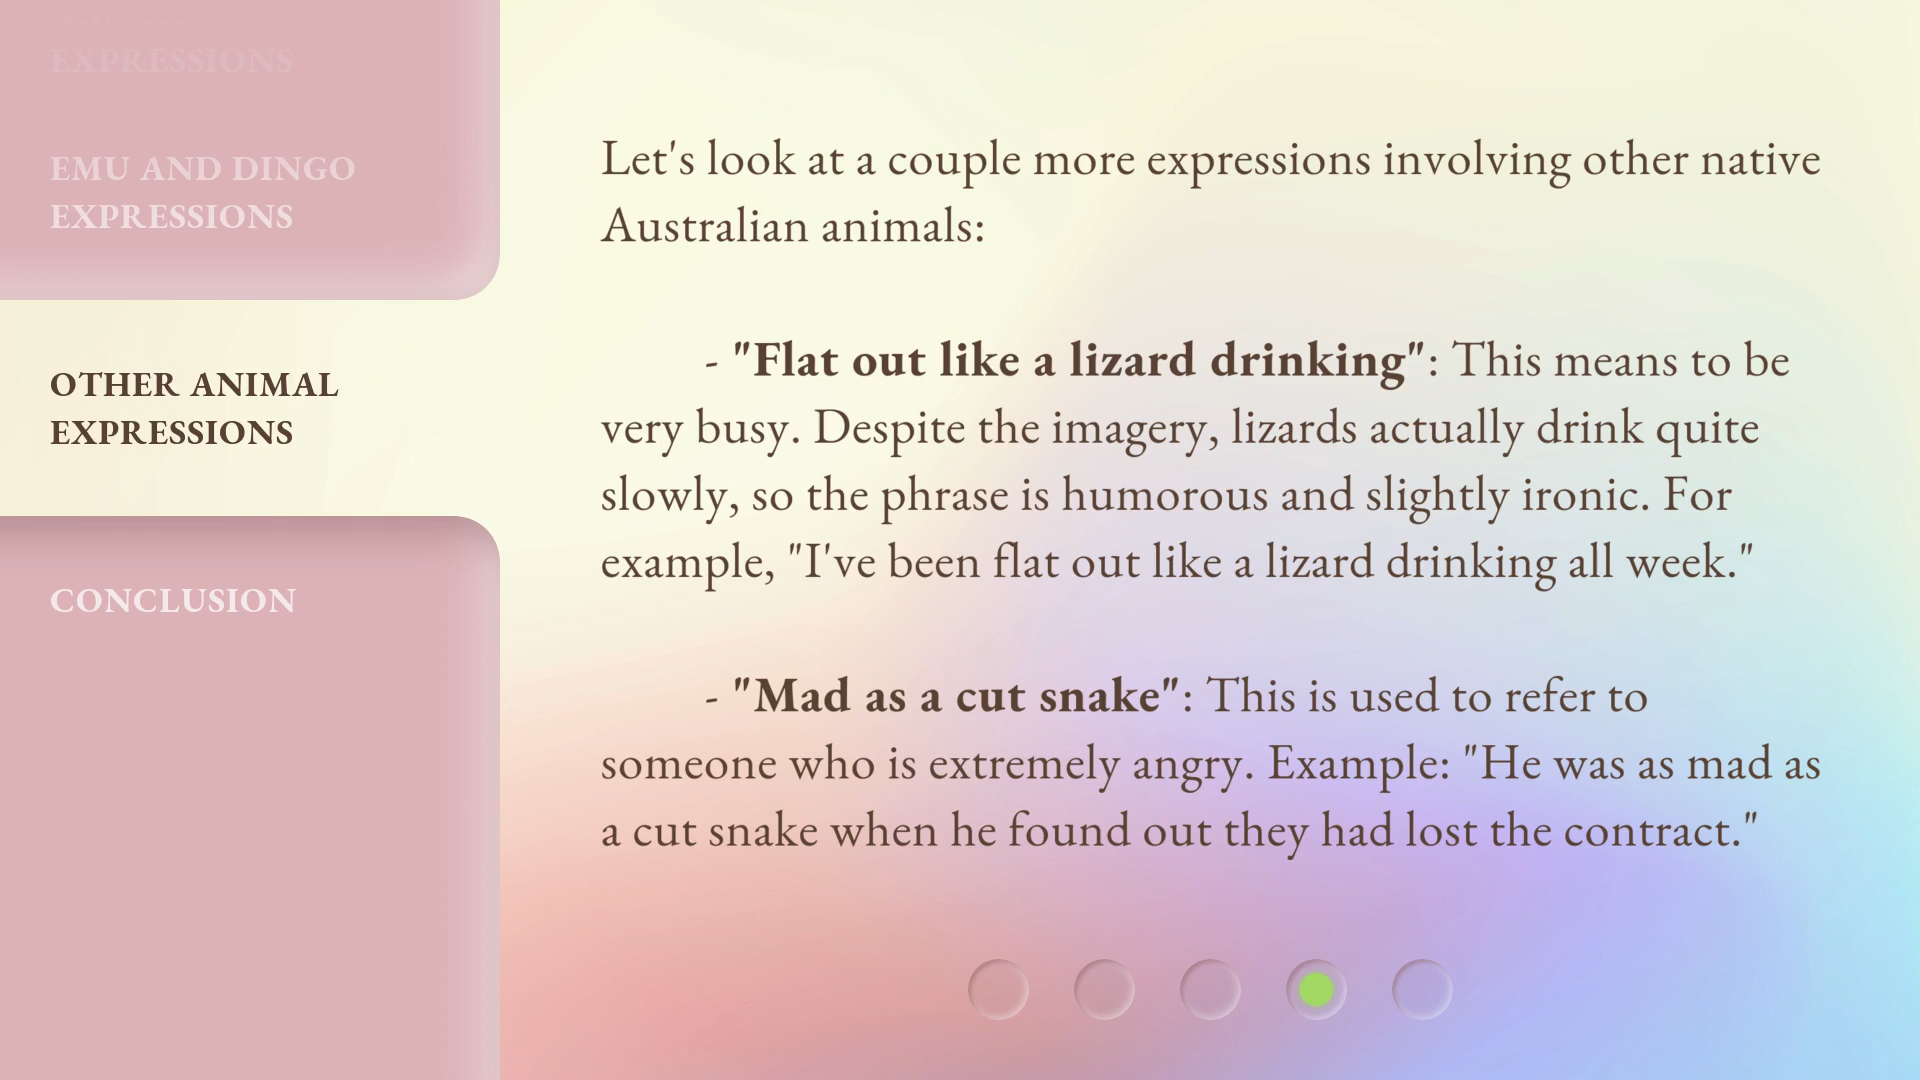 EXPRESSIONS
EMU AND DINGO
EXPRESSIONS
OTHER ANIMAL
EXPRESSIONS
CONCLUSION
Let's look at a couple more expressions involving other native
Australian animals:
- "Flat out like a lizard drinking": This means to be
very busy. Despite the imagery, lizards actually drink quite
slowly, so the phrase is humorous and slightly ironic. For
example, "I've been flat out like a lizard drinking all week."
- "Mad as a cut snake": This is used to refer to
someone who is extremely angry. Example: "He was as mad as
a cut snake when he found out they had lost the contract."